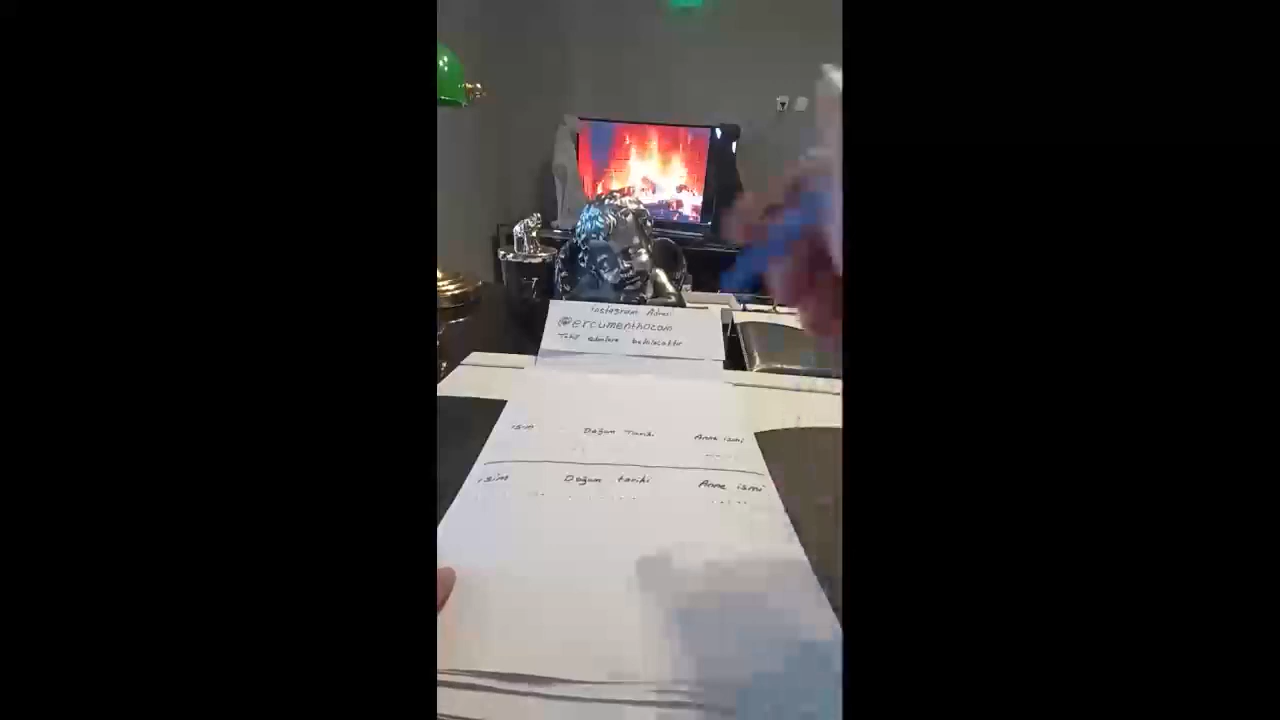 instagram Adresi
@ercumenthocam
Takip edenlere bakılacaktır
isim Doğum Tarihi Anne ismi
isim Doğum tarihi Anne ismi